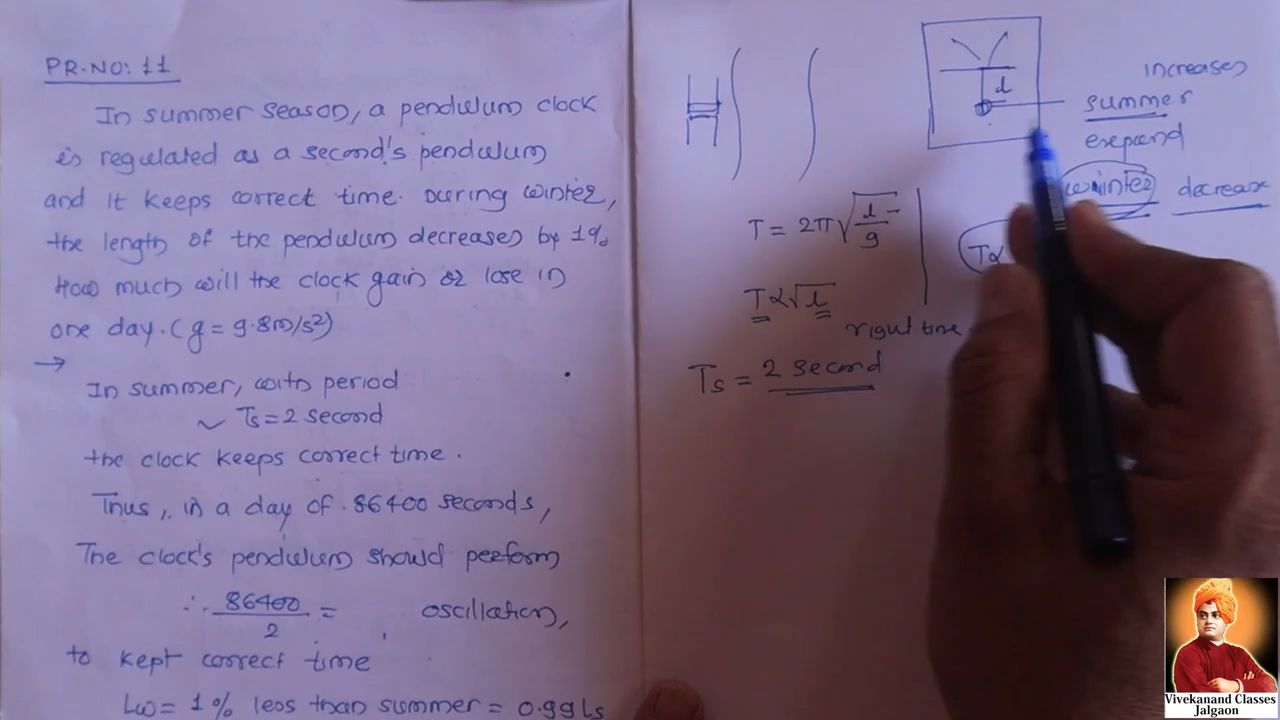 PR.NO: 11
In summer season, a pendulum clock
is regulated as a second's pendulum
and it keeps correct time. During winter,
the length of the pendulum decreases by 1%
How much will the clock gain or lose in
one day. (g = 9.8m/s²)
→
In summer, with period
~ Ts = 2 second
the clock keeps correct time.
Thus, in a day of 86400 seconds,
The clock's pendulum should perform
∴ 86400/2 = oscillation,
to kept correct time
Lw = 1% less than summer = 0.99 Ls
l
increases
summer
expand
winter decrease
T = 2π√(l/g)
T∝
T∝√l
right time
Ts = 2 second
Vivekanand Classes
Jalgaon